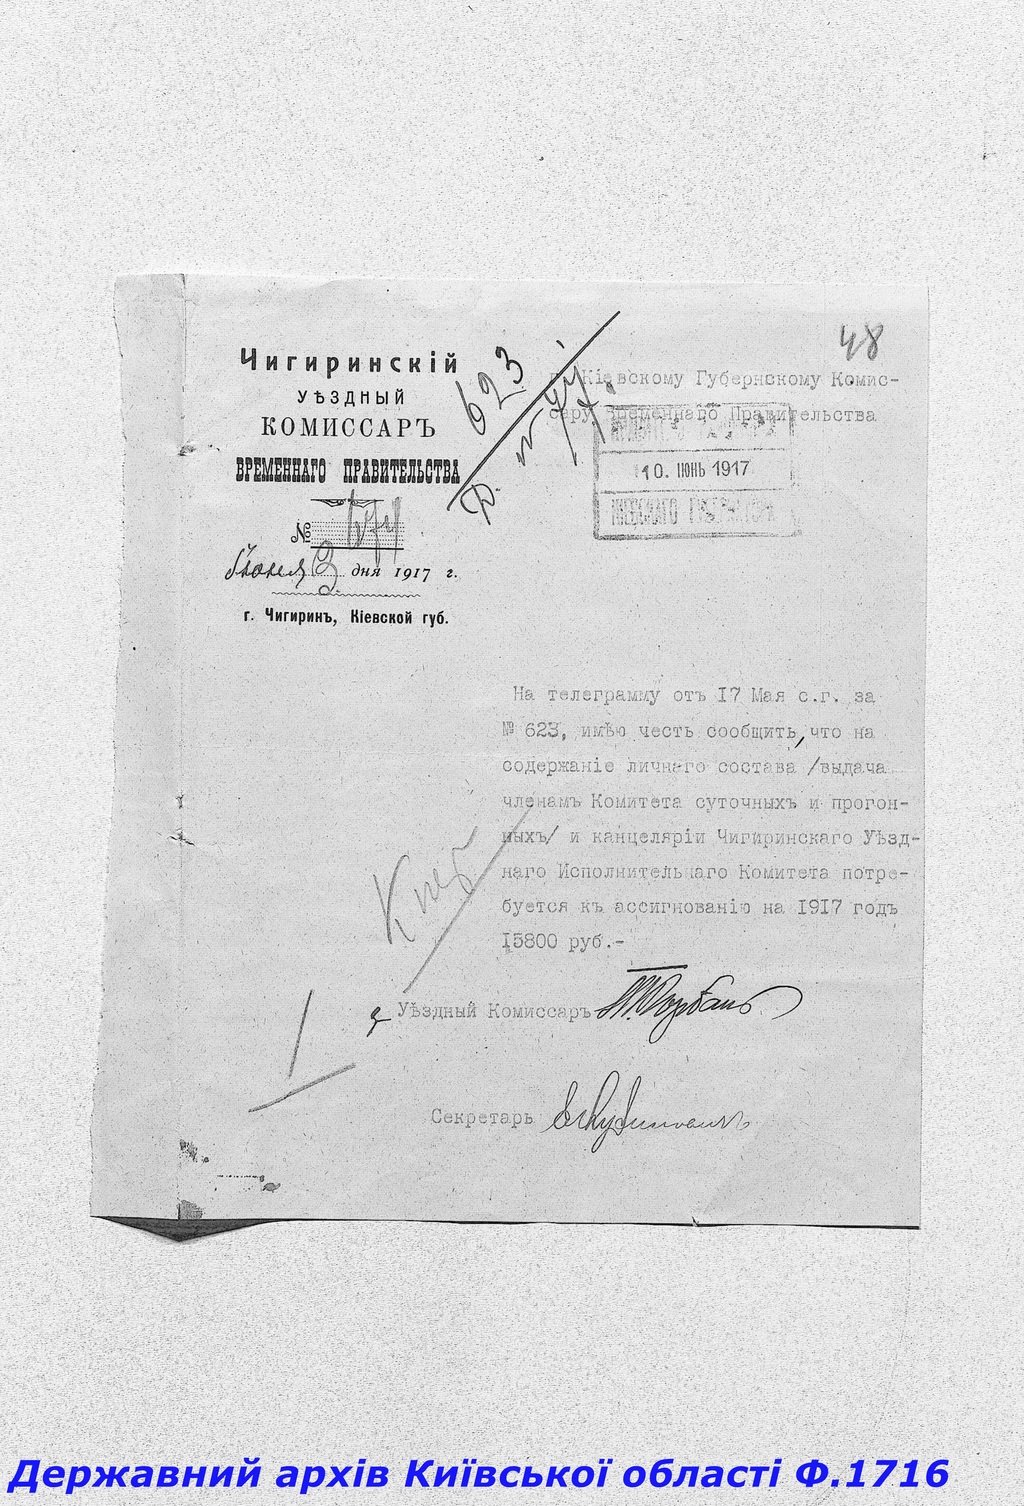 48
Чигиринскій
УѢЗДНЫЙ
КОМИССАРЪ
ВРЕМЕННАГО ПРАВИТЕЛЬСТВА
№
Іюня 3 дня 1917 г.
г. Чигиринъ, Кіевской губ.
623
Кіевскому Губернскому Комис-
сару Временнаго Правительства
10. ІЮНЬ 1917
На телеграмму отъ 17 Мая с.г. за
№ 623, имѣю честь сообщить, что на
содержаніе личнаго состава /выдача
членамъ Комитета суточныхъ и прогон-
ныхъ/ и канцеляріи Чигиринскаго Уѣзд-
наго Исполнительнаго Комитета потре-
буется къ ассигнованію на 1917 годъ
15800 руб.-
Уѣздный Комиссаръ
Секретарь
Державний архів Київської області Ф.1716